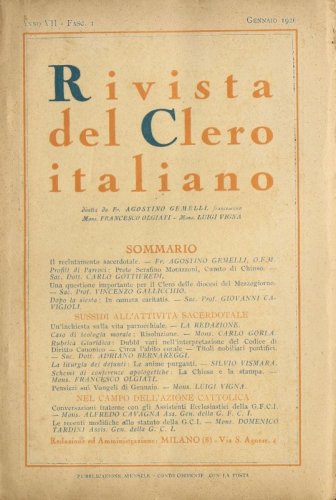 ANNO VII - FASC. 1
GENNAIO 1926
Rivista
del Clero
italiano
diretta da Fr. AGOSTINO GEMELLI, francescano
Mons. FRANCESCO OLGIATI - Mons. LUIGI VIGNA
SOMMARIO
Il reclutamento sacerdotale. — Fr. AGOSTINO GEMELLI, O.F.M.
Profili di Parroci: Prete Serafino Morazzoni, Curato di Chiuso. —
Sac. Dott. CARLO GOTTIFREDI.
Una questione importante per il Clero delle diocesi del Mezzogiorno.
— Sac. Prof. VINCENZO GALLICCHIO.
Dopo la siesta: In camera caritatis. — Sac. Prof. GIOVANNI CA-
VIGIOLI.
SUSSIDI ALL'ATTIVITÀ SACERDOTALE
Un'inchiesta sulla vita parrocchiale. — LA REDAZIONE.
Caso di teologia morale: Risoluzione. — Mons. CARLO GORLA.
Rubrica Giuridica: Dubbi vari nell'interpretazione del Codice di
Diritto Canonico — Circa l'abito corale — Titoli nobiliari pontifici.
— Sac. Dott. ADRIANO BERNAREGGI.
La liturgia dei defunti: Le anime purganti. — SILVIO VISMARA.
Schemi di conferenze apologetiche: La Chiesa e la stampa. —
Mons. FRANCESCO OLGIATI.
Pensieri sui Vangeli di Gennaio. — Mons. LUIGI VIGNA.
NEL CAMPO DELL'AZIONE CATTOLICA
Conversazioni fraterne con gli Assistenti Ecclesiastici della G.F.C.I.
— Mons. ALFREDO CAVAGNA Ass. Gen. della G. F. C. I.
Le recenti modifiche allo statuto della G.C.I. — Mons. DOMENICO
TARDINI Assis. Gen. della G. C. I.
Redazione ed Amministrazione: MILANO (8) - Via S. Agnese, 4
PUBBLICAZIONE MENSILE - CONTO CORRENTE CON LA POSTA